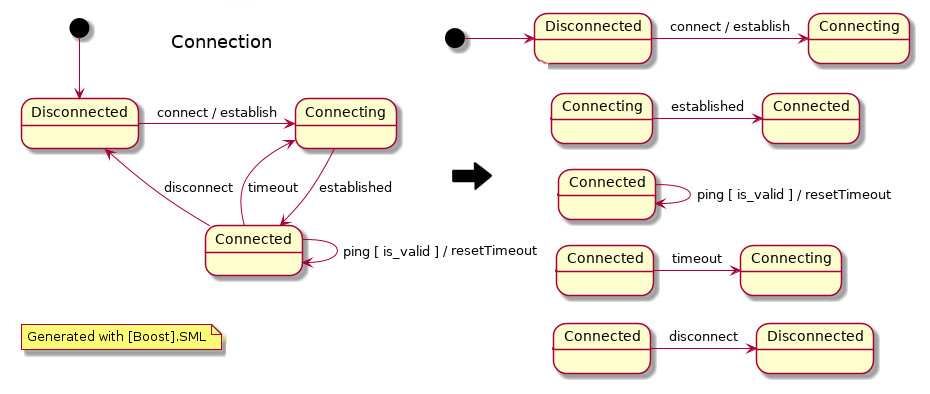 Connection
Disconnected
connect / establish
Connecting
disconnect
timeout
established
Connected
ping [ is_valid ] / resetTimeout
Generated with [Boost].SML
Disconnected
connect / establish
Connecting
Connecting
established
Connected
Connected
ping [ is_valid ] / resetTimeout
Connected
timeout
Connecting
Connected
disconnect
Disconnected